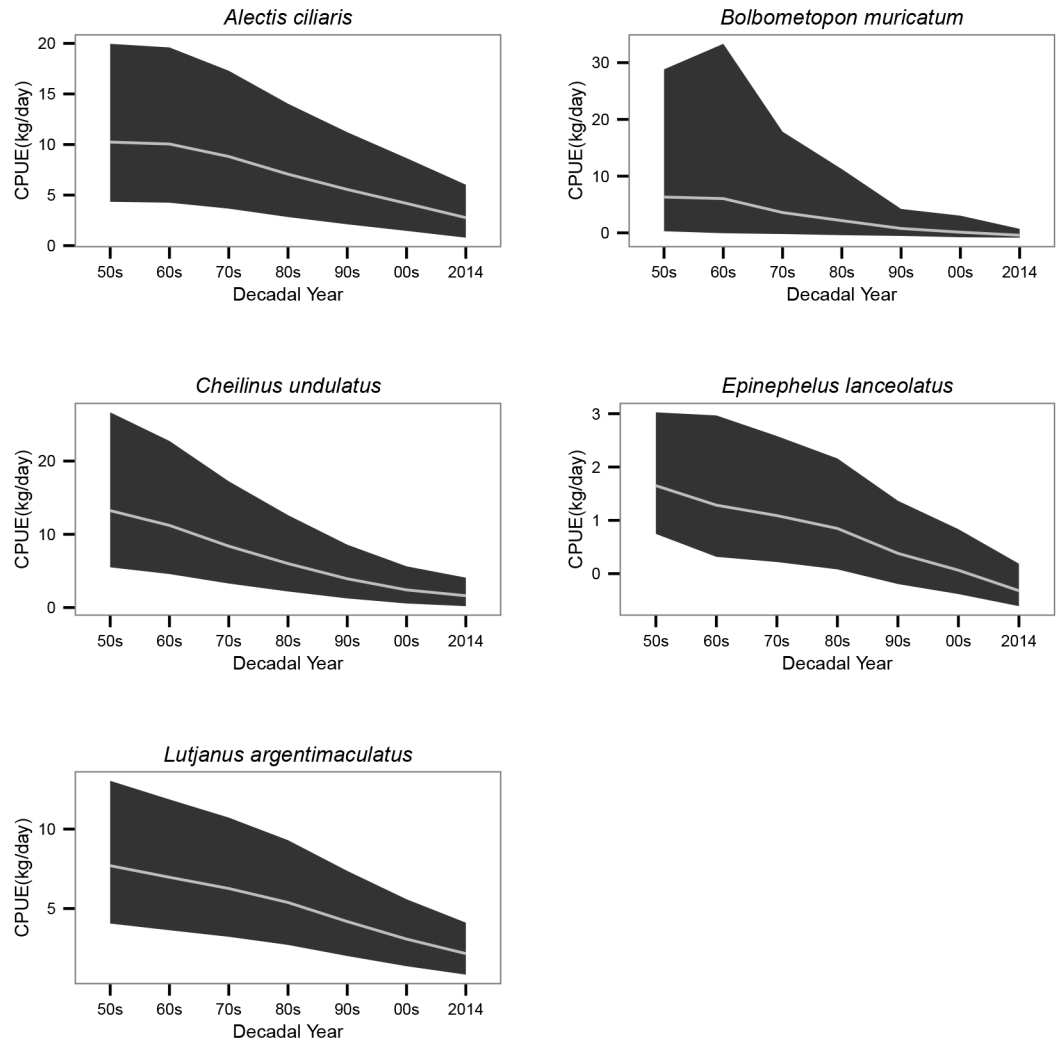 Alectis ciliaris
CPUE(kg/day)
20
15
10
5
0
50s 60s 70s 80s 90s 00s 2014
Decadal Year
Bolbometopon muricatum
CPUE(kg/day)
30
20
10
0
50s 60s 70s 80s 90s 00s 2014
Decadal Year
Cheilinus undulatus
CPUE(kg/day)
20
10
0
50s 60s 70s 80s 90s 00s 2014
Decadal Year
Epinephelus lanceolatus
CPUE(kg/day)
3
2
1
0
50s 60s 70s 80s 90s 00s 2014
Decadal Year
Lutjanus argentimaculatus
CPUE(kg/day)
10
5
50s 60s 70s 80s 90s 00s 2014
Decadal Year